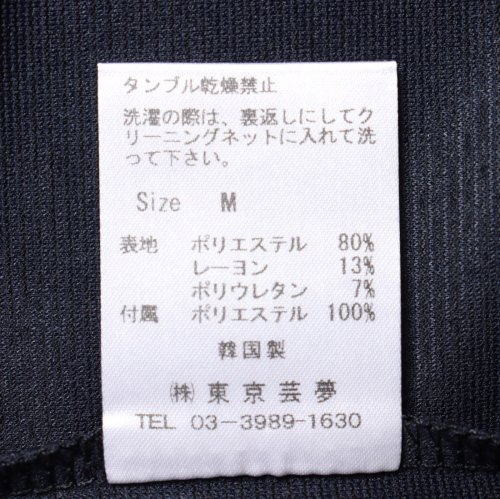 タンブル乾燥禁止
洗濯の際は、裏返しにしてク
リーニングネットに入れて洗
って下さい。
Size M
表地 ポリエステル 80%
レーヨン 13%
ポリウレタン 7%
付属 ポリエステル 100%
韓国製
㈱東京芸夢
TEL 03-3989-1630